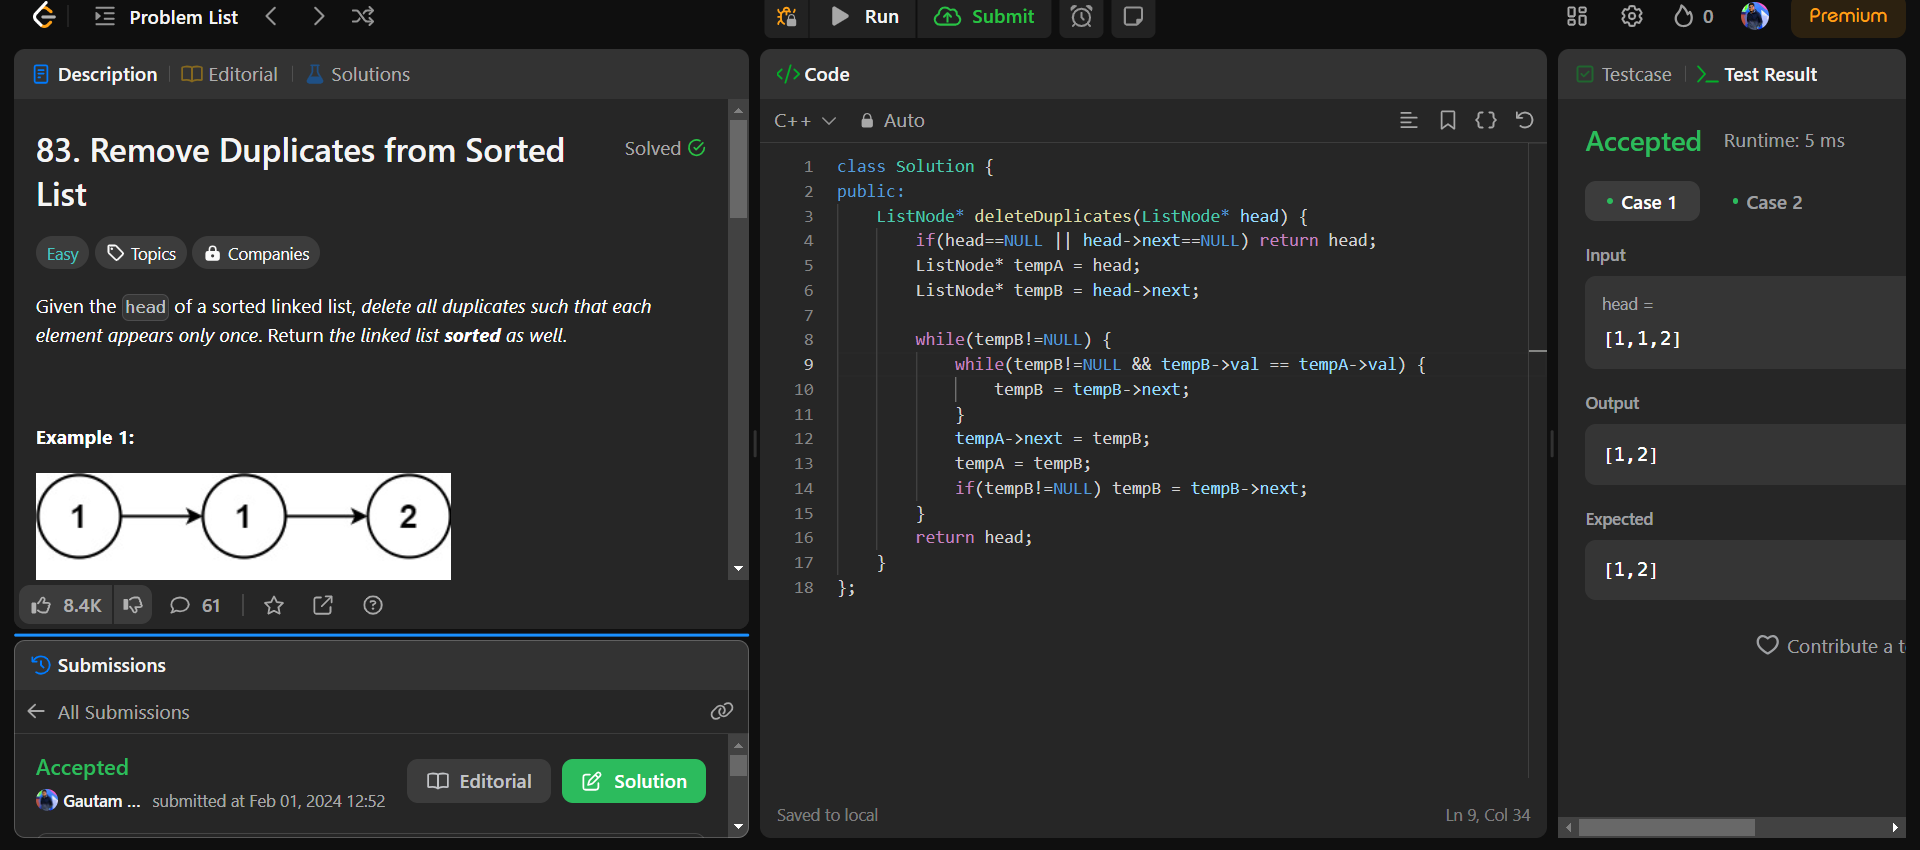 Problem List
Run
Submit
0
Premium
Description
Editorial
Solutions
83. Remove Duplicates from Sorted
List
Solved
Easy
Topics
Companies
Given the head of a sorted linked list, delete all duplicates such that each
element appears only once. Return the linked list sorted as well.
Example 1:
1
1
2
8.4K
61
Submissions
All Submissions
Accepted
Editorial
Solution
Gautam ...
submitted at Feb 01, 2024 12:52
</> Code
C++
Auto
1 class Solution {
2 public:
3 ListNode* deleteDuplicates(ListNode* head) {
4 if(head==NULL || head->next==NULL) return head;
5 ListNode* tempA = head;
6 ListNode* tempB = head->next;
7
8 while(tempB!=NULL) {
9 while(tempB!=NULL && tempB->val == tempA->val) {
10 tempB = tempB->next;
11 }
12 tempA->next = tempB;
13 tempA = tempB;
14 if(tempB!=NULL) tempB = tempB->next;
15 }
16 return head;
17 }
18 };
Saved to local
Ln 9, Col 34
Testcase
Test Result
Accepted
Runtime: 5 ms
• Case 1
• Case 2
Input
head =
[1,1,2]
Output
[1,2]
Expected
[1,2]
Contribute a